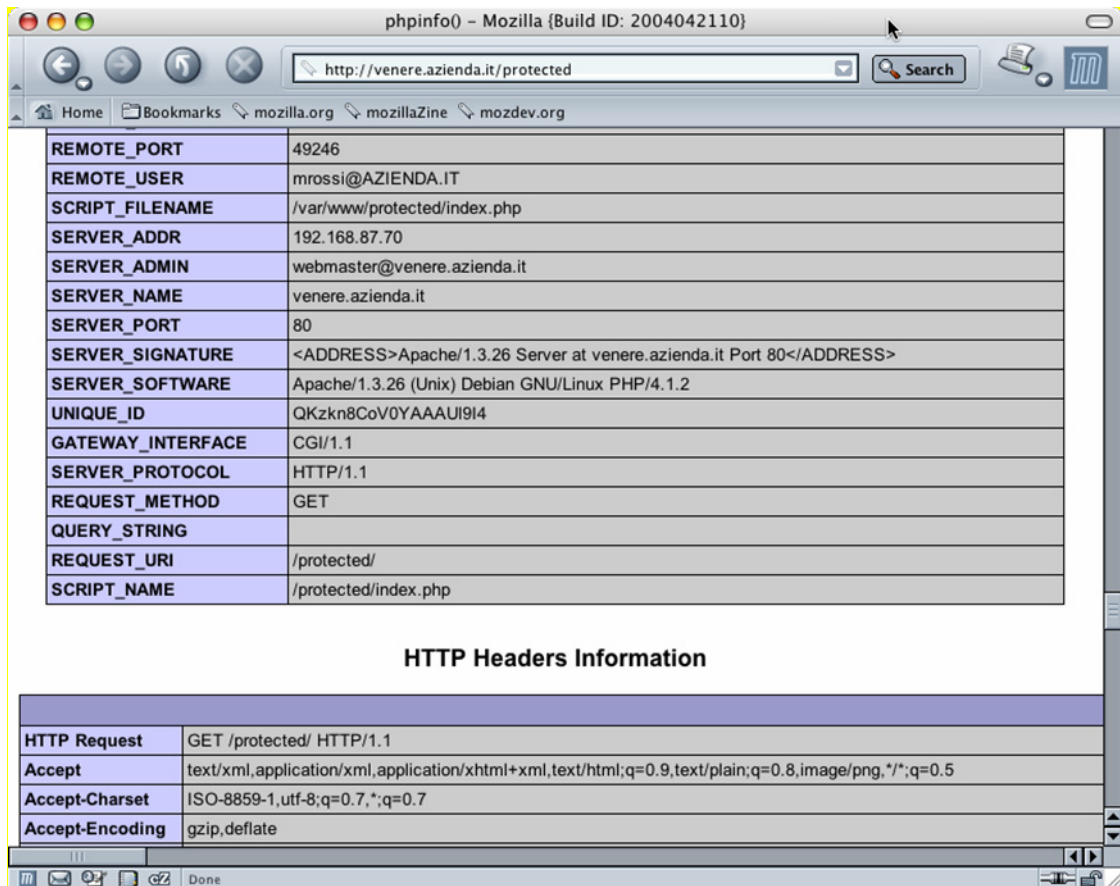 phpinfo() – Mozilla {Build ID: 2004042110}
http://venere.azienda.it/protected
Search
Home Bookmarks mozilla.org mozillaZine mozdev.org
REMOTE_PORT 49246
REMOTE_USER mrossi@AZIENDA.IT
SCRIPT_FILENAME /var/www/protected/index.php
SERVER_ADDR 192.168.87.70
SERVER_ADMIN webmaster@venere.azienda.it
SERVER_NAME venere.azienda.it
SERVER_PORT 80
SERVER_SIGNATURE <ADDRESS>Apache/1.3.26 Server at venere.azienda.it Port 80</ADDRESS>
SERVER_SOFTWARE Apache/1.3.26 (Unix) Debian GNU/Linux PHP/4.1.2
UNIQUE_ID QKzkn8CoV0YAAAUl9I4
GATEWAY_INTERFACE CGI/1.1
SERVER_PROTOCOL HTTP/1.1
REQUEST_METHOD GET
QUERY_STRING
REQUEST_URI /protected/
SCRIPT_NAME /protected/index.php
HTTP Headers Information
HTTP Request GET /protected/ HTTP/1.1
Accept text/xml,application/xml,application/xhtml+xml,text/html;q=0.9,text/plain;q=0.8,image/png,*/*;q=0.5
Accept-Charset ISO-8859-1,utf-8;q=0.7,*;q=0.7
Accept-Encoding gzip,deflate
Done